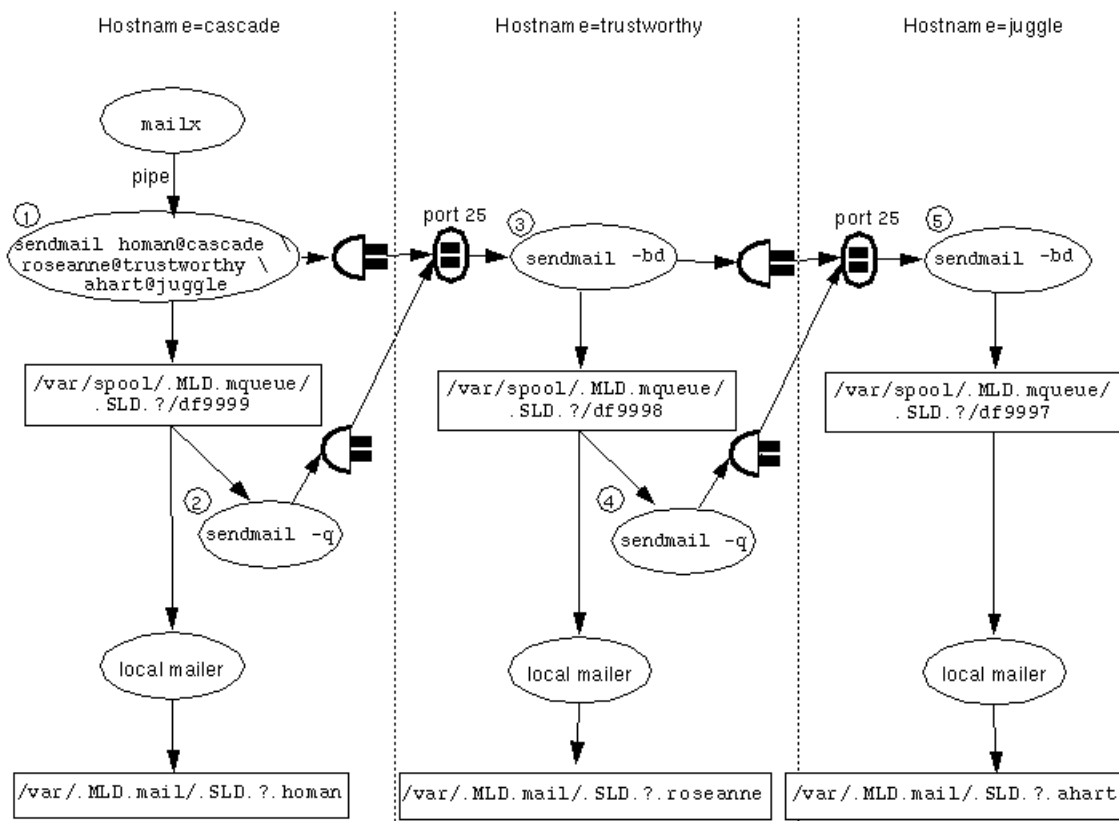 Hostname=cascade
Hostname=trustworthy
Hostname=juggle
mailx
pipe
1
sendmail homan@cascade \
roseanne@trustworthy \
ahart@juggle
port 25
3
sendmail -bd
port 25
5
sendmail -bd
/var/spool/.MLD.mqueue/
.SLD.?/df9999
/var/spool/.MLD.mqueue/
.SLD.?/df9998
/var/spool/.MLD.mqueue/
.SLD.?/df9997
2
sendmail -q
4
sendmail -q
local mailer
local mailer
local mailer
/var/.MLD.mail/.SLD.?.homan
/var/.MLD.mail/.SLD.?.roseanne
/var/.MLD.mail/.SLD.?.ahart